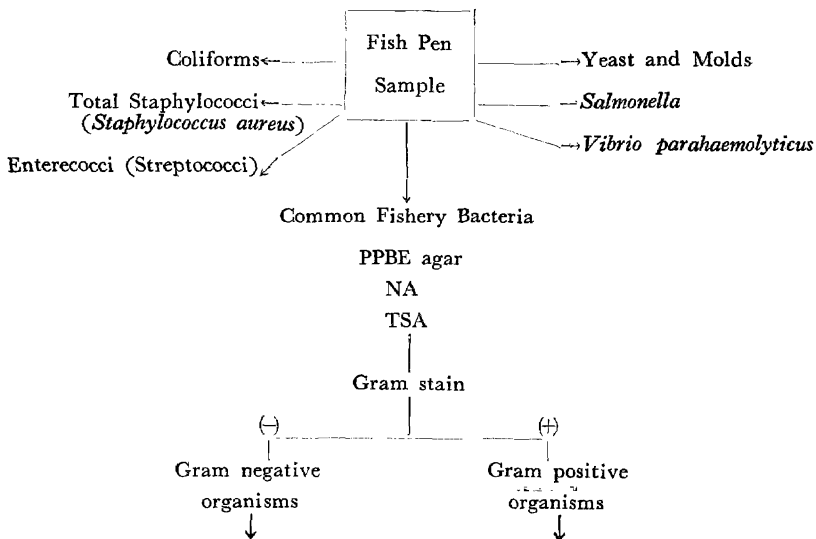 Fish Pen
Sample
Coliforms
Total Staphylococci
(Staphylococcus aureus)
Enterecocci (Streptococci)
Yeast and Molds
Salmonella
Vibrio parahaemolyticus
Common Fishery Bacteria
PPBE agar
NA
TSA
Gram stain
(−)
(+)
Gram negative
organisms
Gram positive
organisms